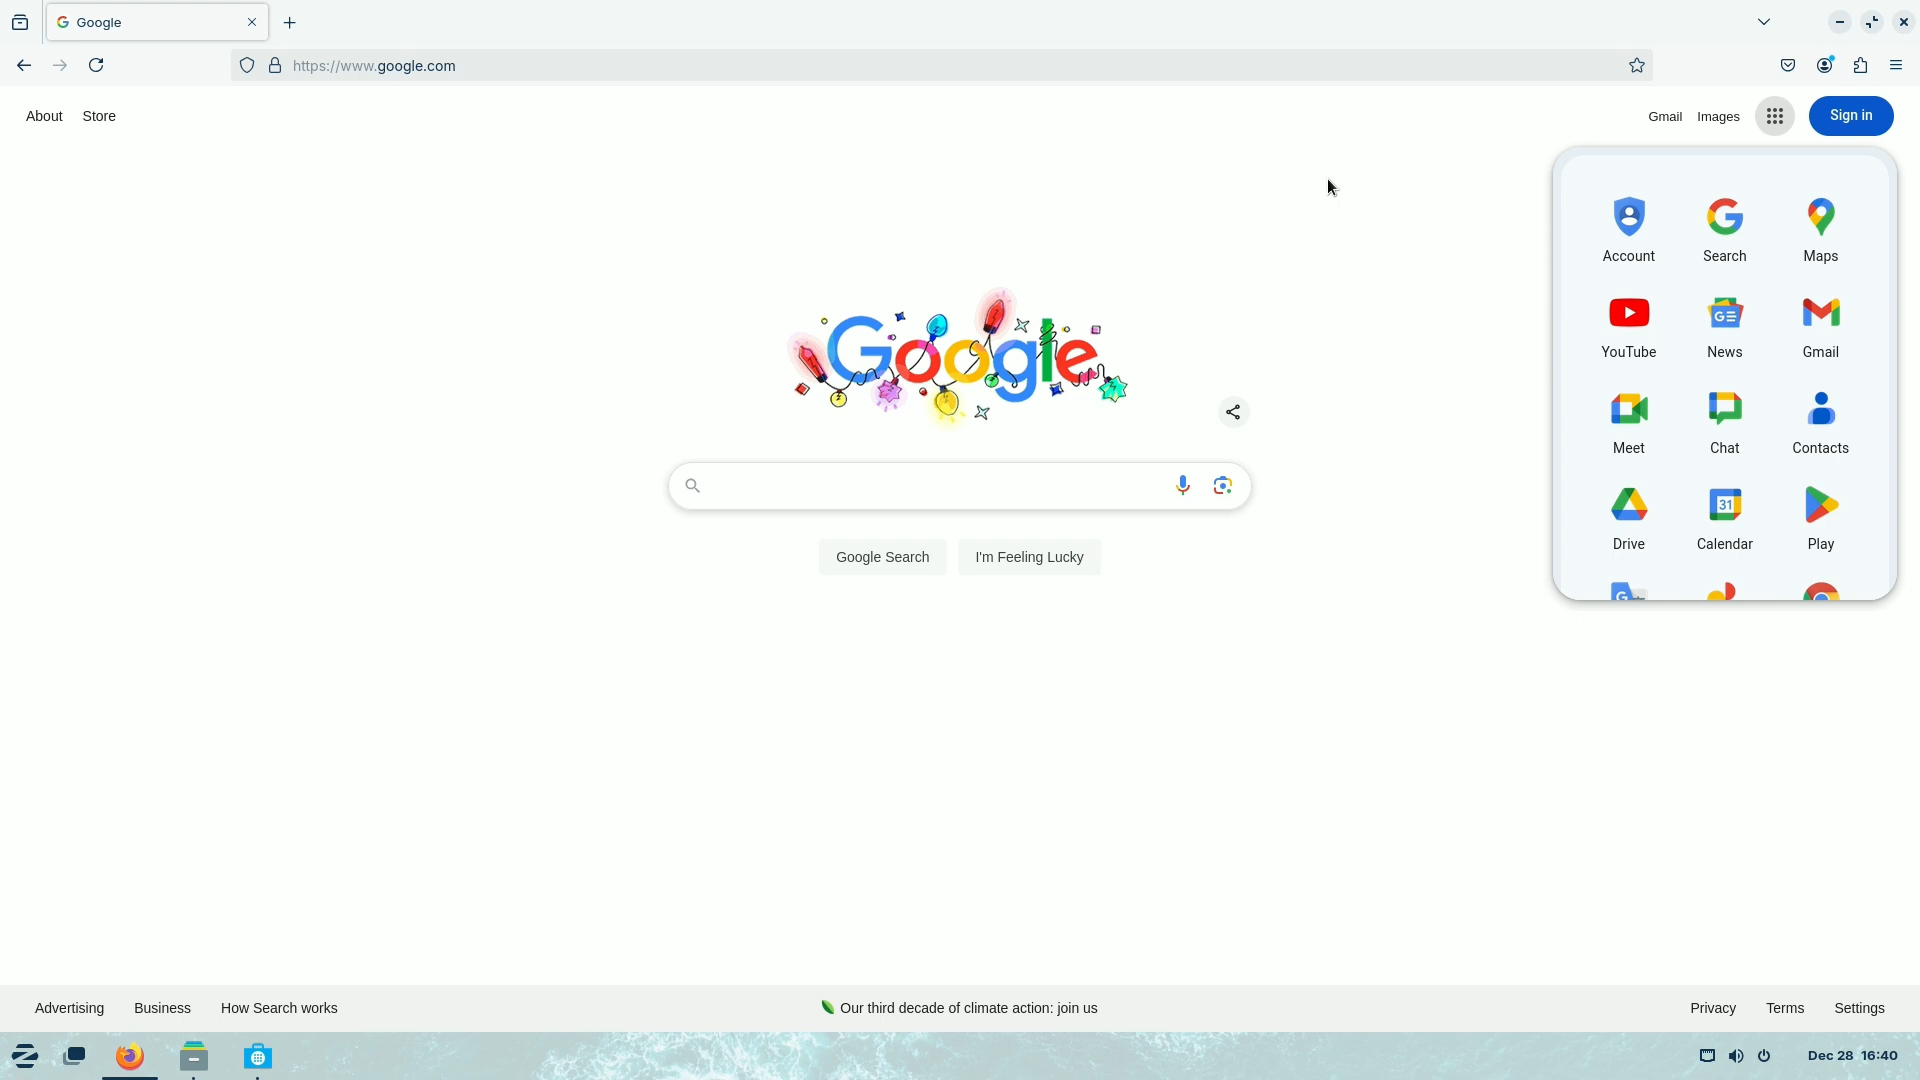 Google
https://www.google.com
About
Store
Gmail
Images
Sign in
Account
Search
Maps
YouTube
News
Gmail
Meet
Chat
Contacts
Drive
31
Calendar
Play
Google
Google Search
I'm Feeling Lucky
Advertising
Business
How Search works
Our third decade of climate action: join us
Privacy
Terms
Settings
Dec 28 16:40